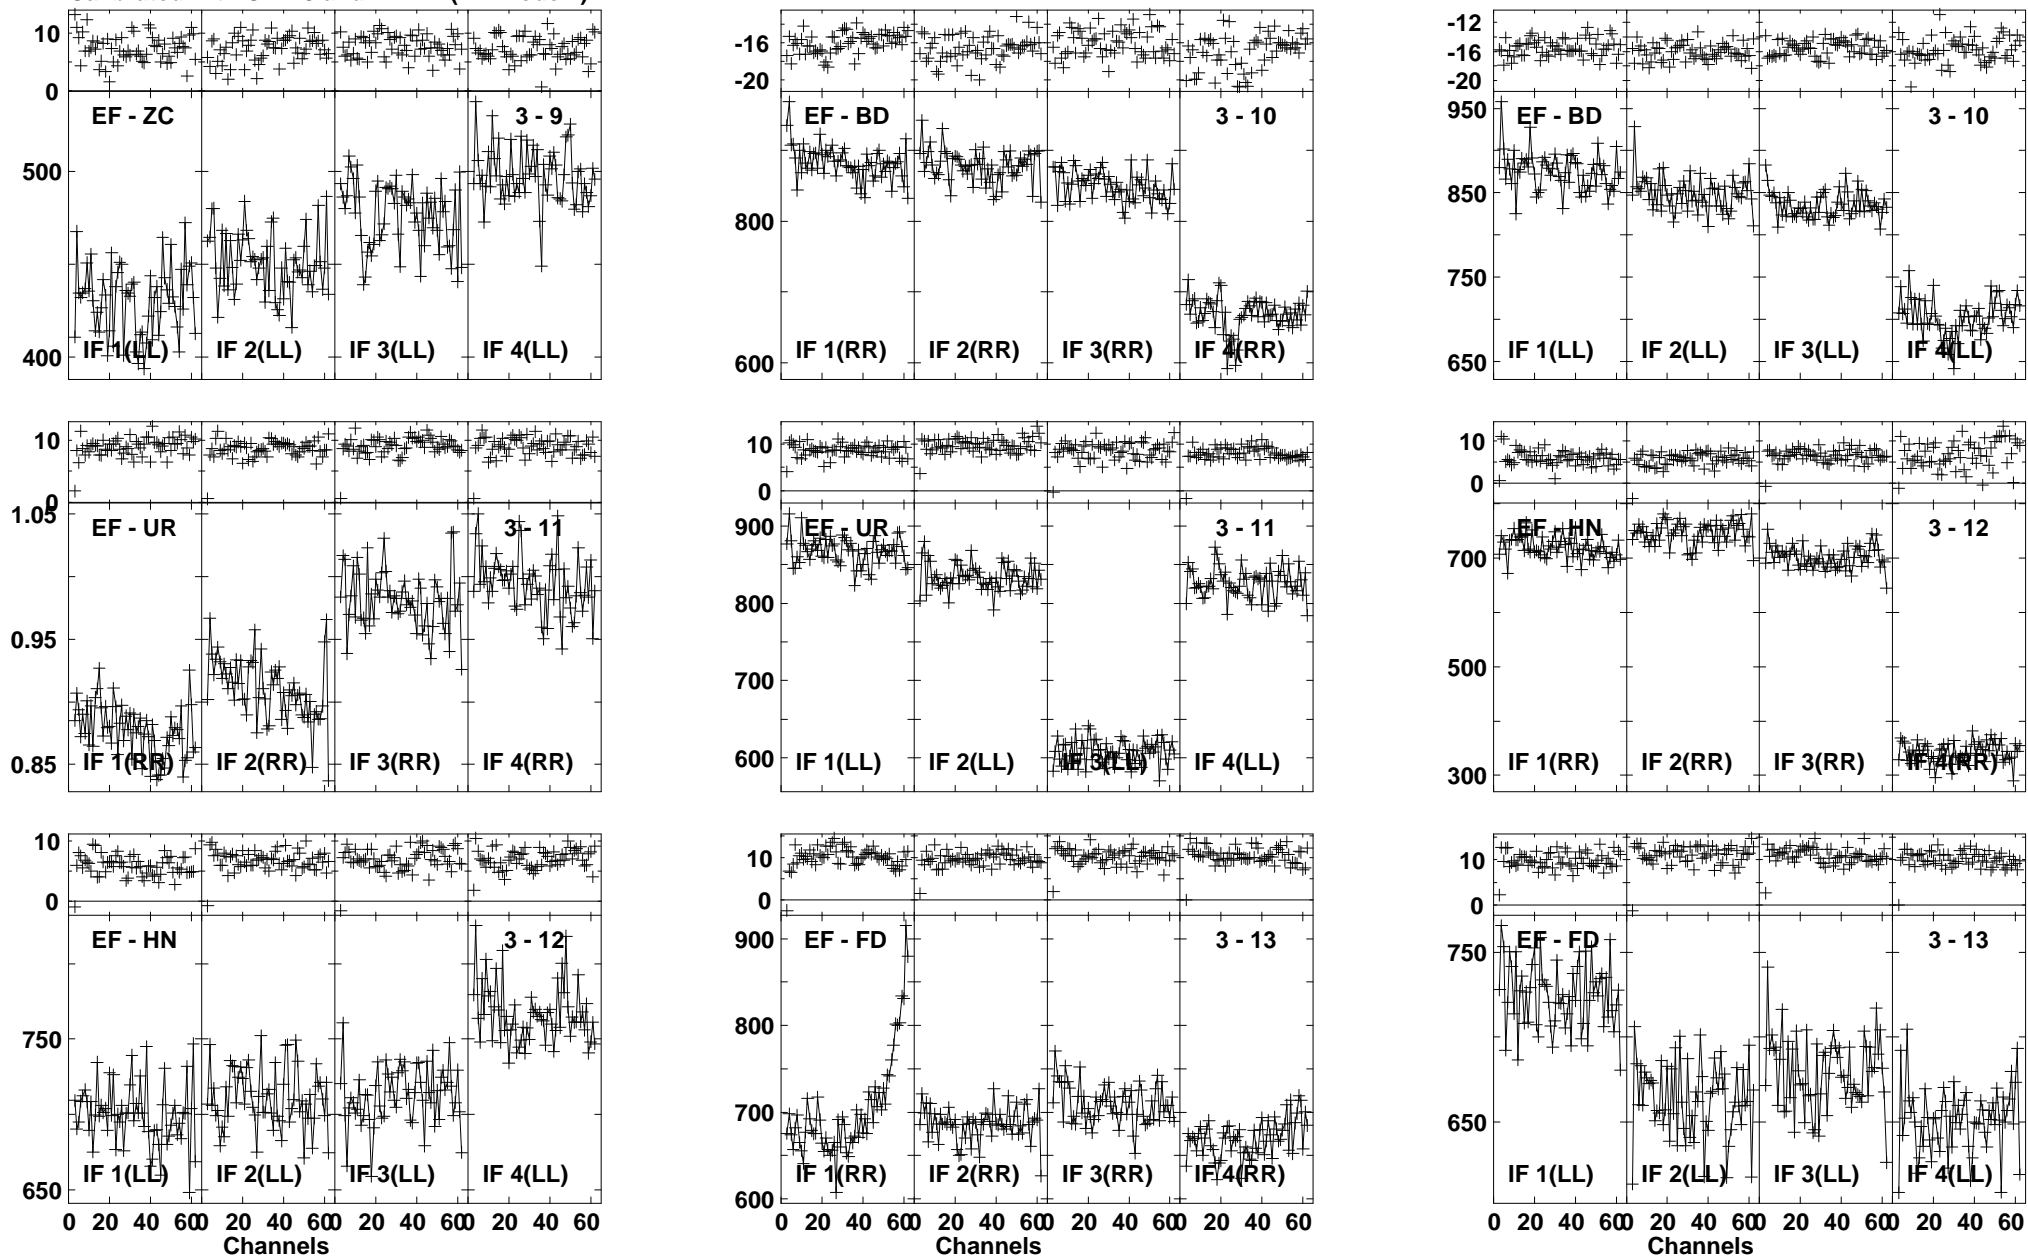 10
0
EF - ZC
3 - 9
500
400
IF 1(LL)
IF 2(LL)
IF 3(LL)
IF 4(LL)
-16
-20
EF - BD
3 - 10
800
600
IF 1(RR)
IF 2(RR)
IF 3(RR)
IF 4(RR)
-12
-16
-20
950
EF - BD
3 - 10
850
750
650
IF 1(LL)
IF 2(LL)
IF 3(LL)
IF 4(LL)
10
0
1.05
EF - UR
3 - 11
0.95
0.85
IF 1(RR)
IF 2(RR)
IF 3(RR)
IF 4(RR)
10
0
900
EF - UR
3 - 11
800
700
600
IF 1(LL)
IF 2(LL)
IF 3(LL)
IF 4(LL)
10
0
EF - HN
3 - 12
700
500
300
IF 1(RR)
IF 2(RR)
IF 3(RR)
IF 4(RR)
10
0
EF - HN
3 - 12
750
650
IF 1(LL)
IF 2(LL)
IF 3(LL)
IF 4(LL)
0 20 40 60 0 20 40 60 0 20 40 60 0 20 40 60
Channels
10
0
900
EF - FD
3 - 13
800
700
600
IF 1(RR)
IF 2(RR)
IF 3(RR)
IF 4(RR)
0 20 40 60 0 20 40 60 0 20 40 60 0 20 40 60
Channels
10
0
EF - FD
3 - 13
750
650
IF 1(LL)
IF 2(LL)
IF 3(LL)
IF 4(LL)
0 20 40 60 0 20 40 60 0 20 40 60 0 20 40 60
Channels